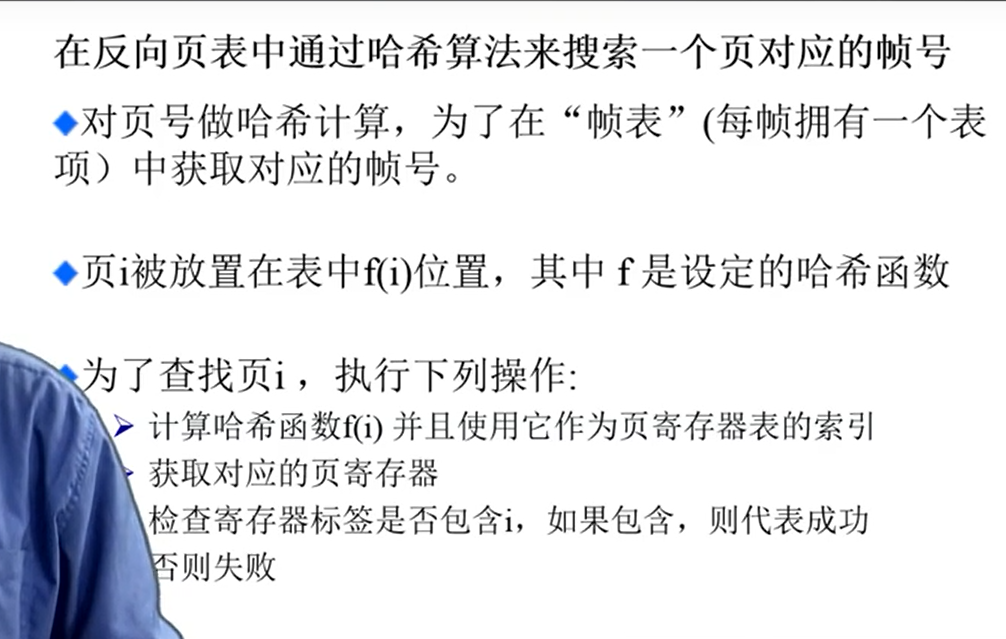 在反向页表中通过哈希算法来搜索一个页对应的帧号
对页号做哈希计算，为了在“帧表”(每帧拥有一个表
项）中获取对应的帧号。
页i被放置在表中f(i)位置，其中 f 是设定的哈希函数
为了查找页i ，执行下列操作:
计算哈希函数f(i) 并且使用它作为页寄存器表的索引
获取对应的页寄存器
检查寄存器标签是否包含i，如果包含，则代表成功
否则失败